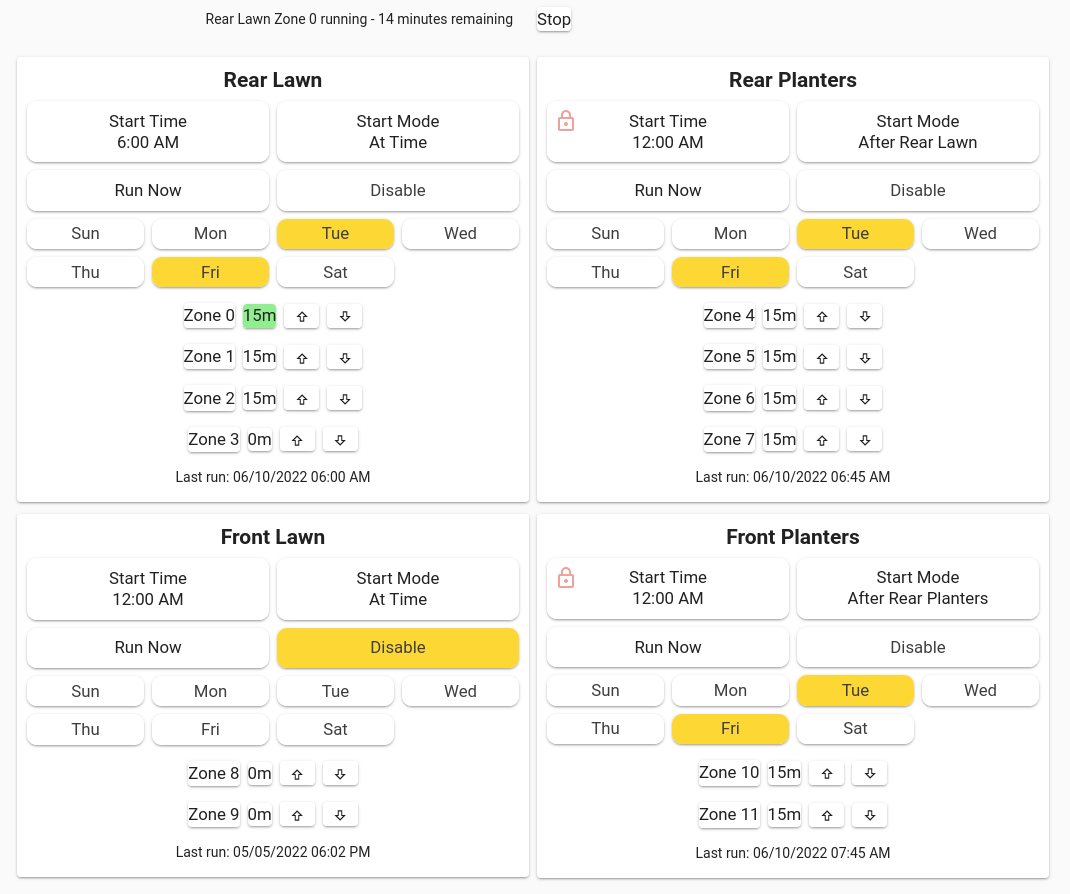 Rear Lawn Zone 0 running - 14 minutes remaining Stop
Rear Lawn
Start Time
6:00 AM
Start Mode
At Time
Run Now
Disable
Sun Mon Tue Wed
Thu Fri Sat
Zone 0 15m
Zone 1 15m
Zone 2 15m
Zone 3 0m
Last run: 06/10/2022 06:00 AM
Rear Planters
Start Time
12:00 AM
Start Mode
After Rear Lawn
Run Now
Disable
Sun Mon Tue Wed
Thu Fri Sat
Zone 4 15m
Zone 5 15m
Zone 6 15m
Zone 7 15m
Last run: 06/10/2022 06:45 AM
Front Lawn
Start Time
12:00 AM
Start Mode
At Time
Run Now
Disable
Sun Mon Tue Wed
Thu Fri Sat
Zone 8 0m
Zone 9 0m
Last run: 05/05/2022 06:02 PM
Front Planters
Start Time
12:00 AM
Start Mode
After Rear Planters
Run Now
Disable
Sun Mon Tue Wed
Thu Fri Sat
Zone 10 15m
Zone 11 15m
Last run: 06/10/2022 07:45 AM